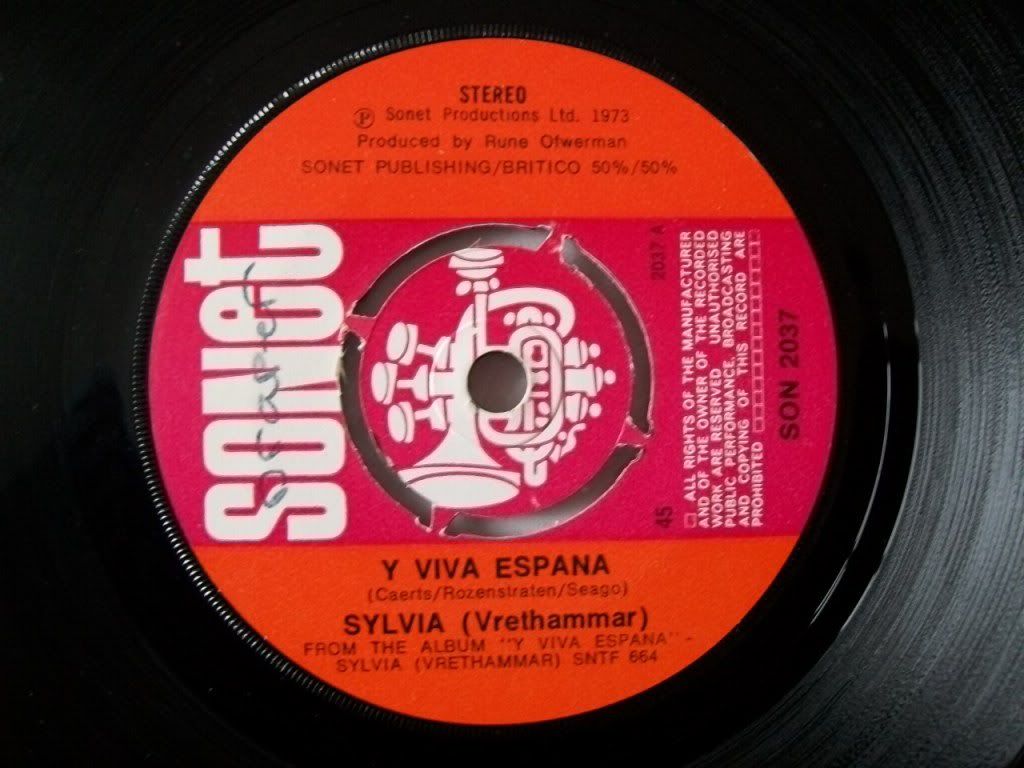 STEREO
Ⓟ Sonet Productions Ltd. 1973
Produced by Rune Ofwerman
SONET PUBLISHING/BRITICO 50%/50%
sonet
2037 A
45
ALL RIGHTS OF THE MANUFACTURER
AND OF THE OWNER OF THE RECORDED
WORK ARE RESERVED UNAUTHORISED
PUBLIC PERFORMANCE, BROADCASTING
AND COPYING OF THIS RECORD ARE
PROHIBITED
SON 2037
Y VIVA ESPANA
(Caerts/Rozenstraten/Seago)
SYLVIA (Vrethammar)
FROM THE ALBUM "Y VIVA ESPANA" -
SYLVIA (VRETHAMMAR) SNTF 664